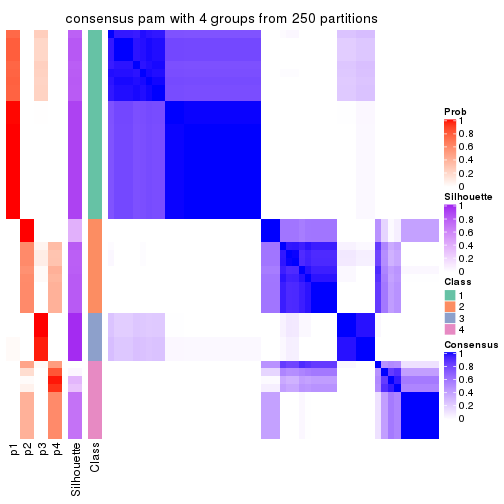 consensus pam with 4 groups from 250 partitions
Prob
1
0.8
0.6
0.4
0.2
0
Silhouette
1
0.8
0.6
0.4
0.2
0
Class
1
2
3
4
Consensus
1
0.8
0.6
0.4
0.2
0
p1
p2
p3
p4
Silhouette
Class